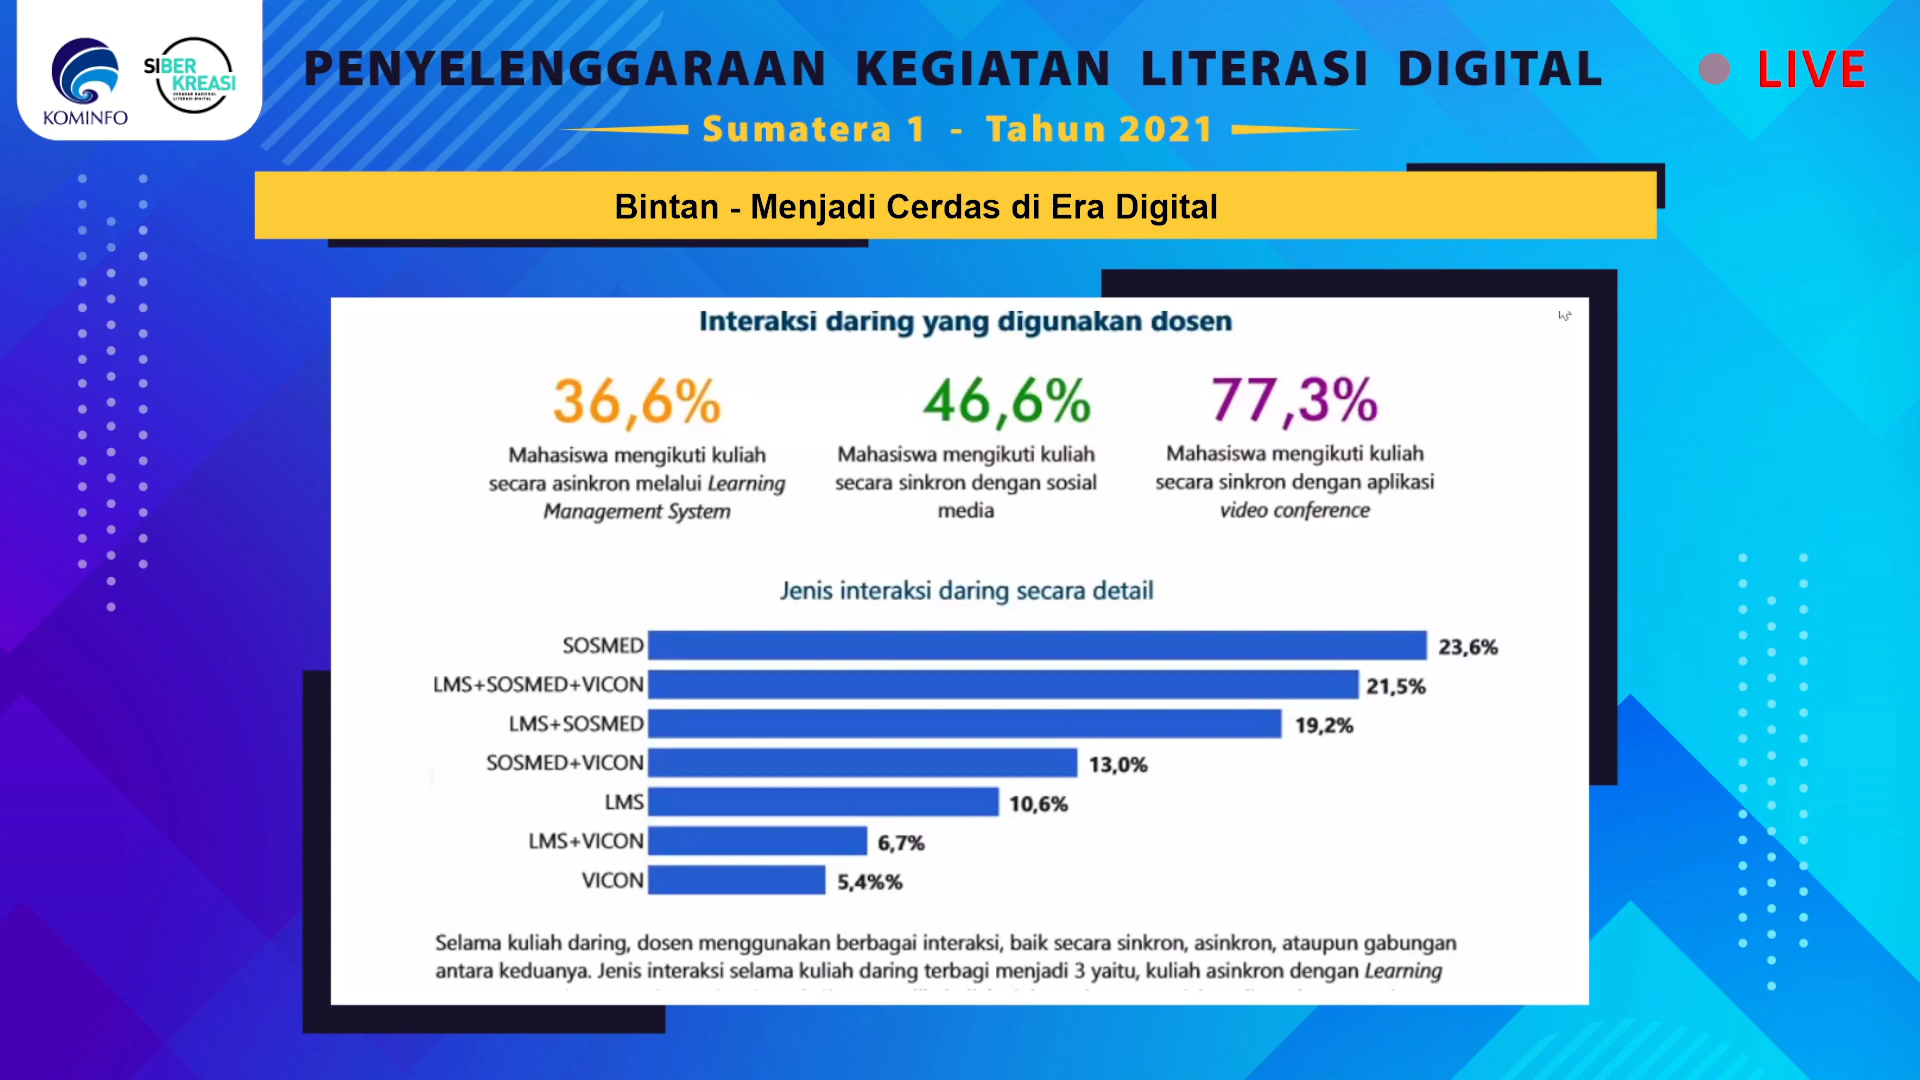 KOMINFO
SIBER
KREASI
GERAKAN NASIONAL
LITERASI DIGITAL
PENYELENGGARAAN KEGIATAN LITERASI DIGITAL
LIVE
Sumatera 1 - Tahun 2021
Bintan - Menjadi Cerdas di Era Digital
Interaksi daring yang digunakan dosen
36,6%
Mahasiswa mengikuti kuliah
secara asinkron melalui Learning
Management System
46,6%
Mahasiswa mengikuti kuliah
secara sinkron dengan sosial
media
77,3%
Mahasiswa mengikuti kuliah
secara sinkron dengan aplikasi
video conference
Jenis interaksi daring secara detail
SOSMED 23,6%
LMS+SOSMED+VICON 21,5%
LMS+SOSMED 19,2%
SOSMED+VICON 13,0%
LMS 10,6%
LMS+VICON 6,7%
VICON 5,4%%
Selama kuliah daring, dosen menggunakan berbagai interaksi, baik secara sinkron, asinkron, ataupun gabungan
antara keduanya. Jenis interaksi selama kuliah daring terbagi menjadi 3 yaitu, kuliah asinkron dengan Learning